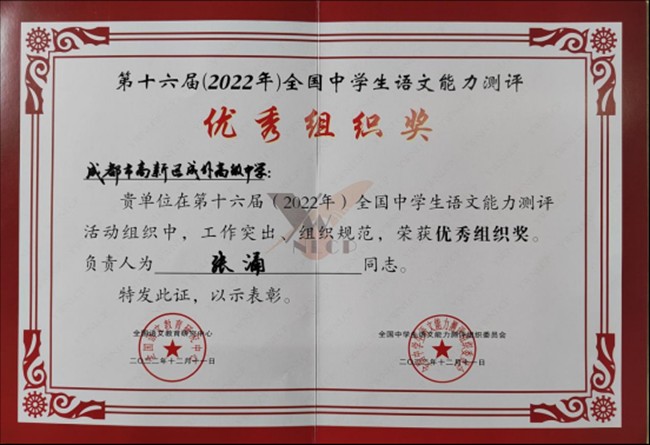 第十六届(2022年)全国中学生语文能力测评
优秀组织奖
成都市高新区成外高级中学：
贵单位在第十六届（2022年）全国中学生语文能力测评
活动组织中，工作突出、组织规范，荣获优秀组织奖。
负责人为 张涌 同志。
特发此证，以示表彰。
全国语文教育研究中心
二〇二二年十二月十一日
全国中学生语文能力测评组织委员会
二〇二二年十二月十一日